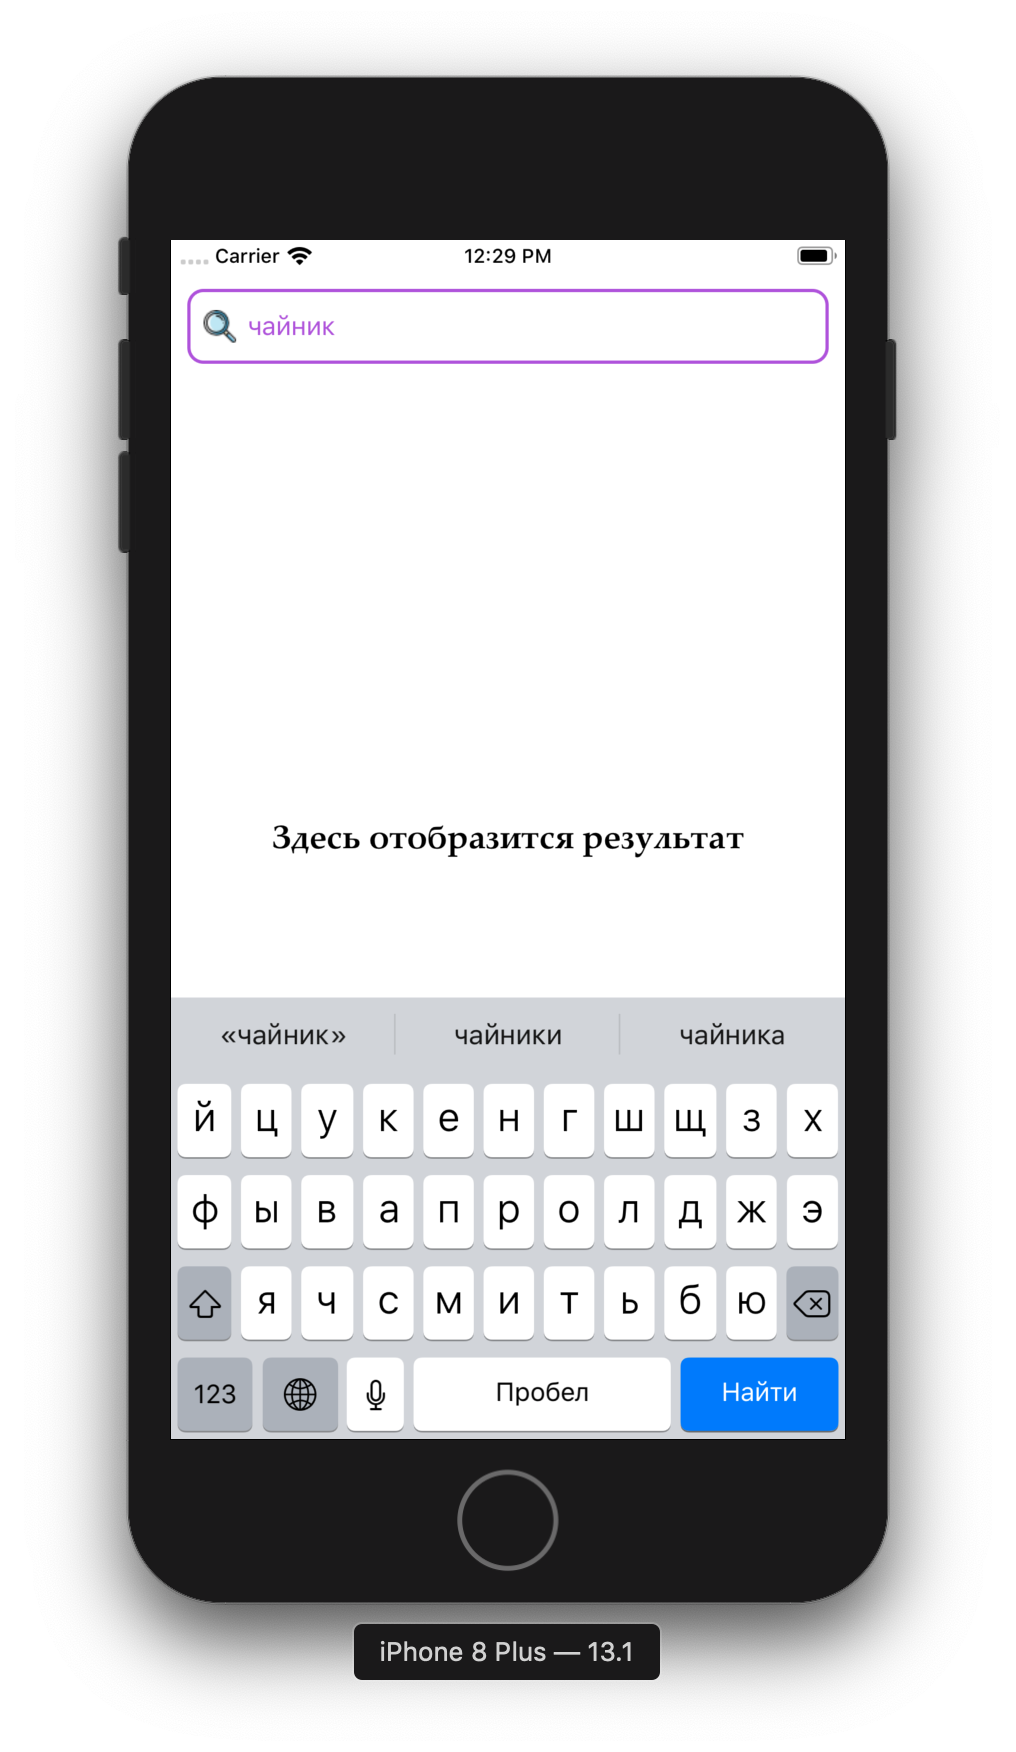 Carrier 12:29 PM
чайник
Здесь отобразится результат
«чайник» чайники чайника
й ц у к е н г ш щ з х
ф ы в а п р о л д ж э
я ч с м и т ь б ю
123 Пробел Найти
iPhone 8 Plus — 13.1